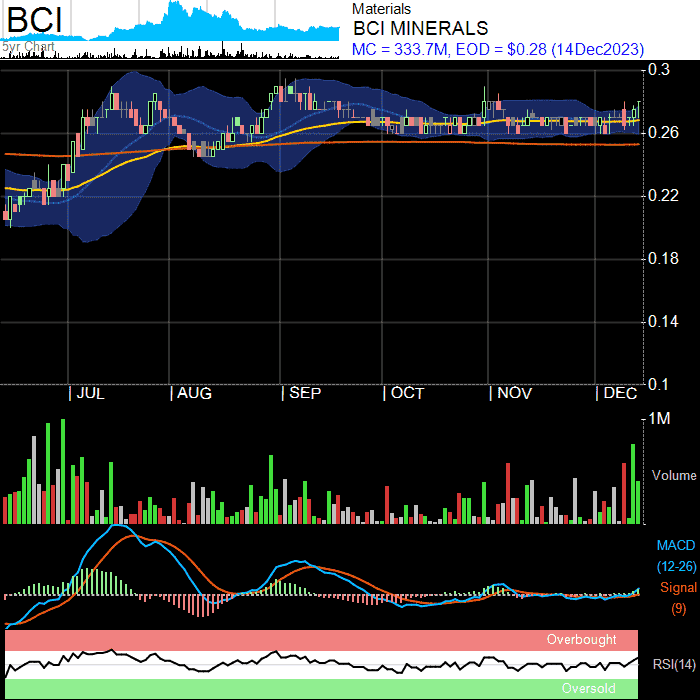 BCI
5yr Chart
Materials
BCI MINERALS
MC = 333.7M, EOD = $0.28 (14Dec2023)
0.3
0.26
0.22
0.18
0.14
0.1
| JUL | AUG | SEP | OCT | NOV | DEC
1M
Volume
MACD
(12-26)
Signal
(9)
Overbought
RSI(14)
Oversold